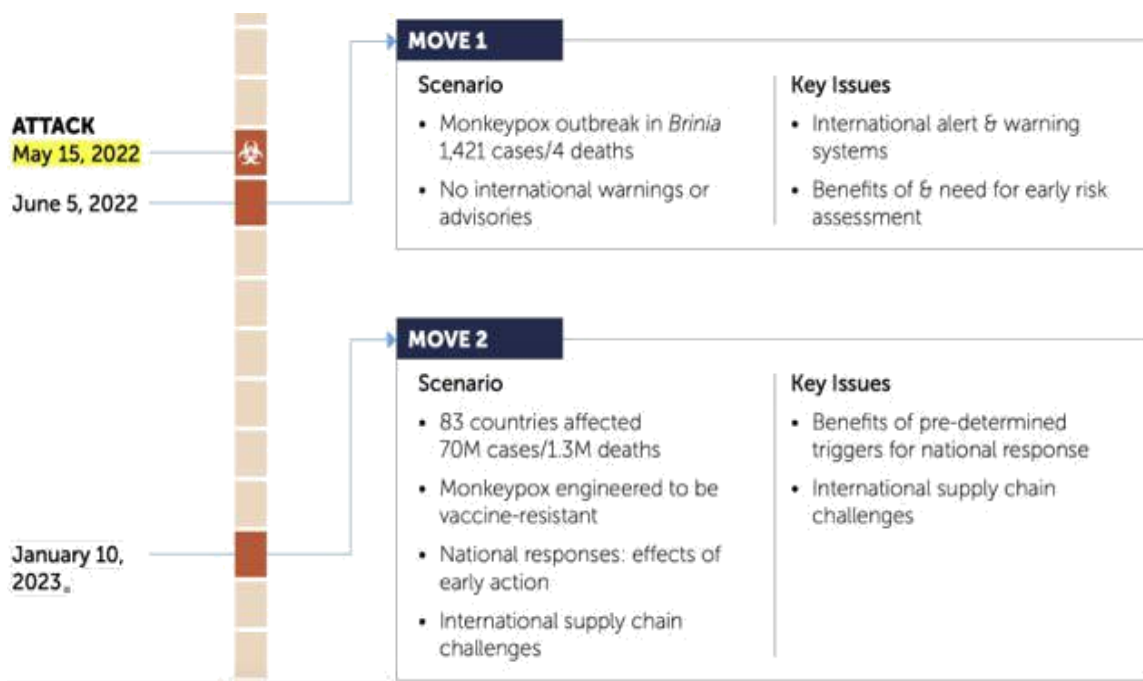 ATTACK
May 15, 2022
June 5, 2022
MOVE 1
Scenario
• Monkeypox outbreak in Brinia
1,421 cases/4 deaths
• No international warnings or
advisories
Key Issues
• International alert & warning
systems
• Benefits of & need for early risk
assessment
January 10,
2023.
MOVE 2
Scenario
• 83 countries affected
70M cases/1.3M deaths
• Monkeypox engineered to be
vaccine-resistant
• National responses: effects of
early action
• International supply chain
challenges
Key Issues
• Benefits of pre-determined
triggers for national response
• International supply chain
challenges